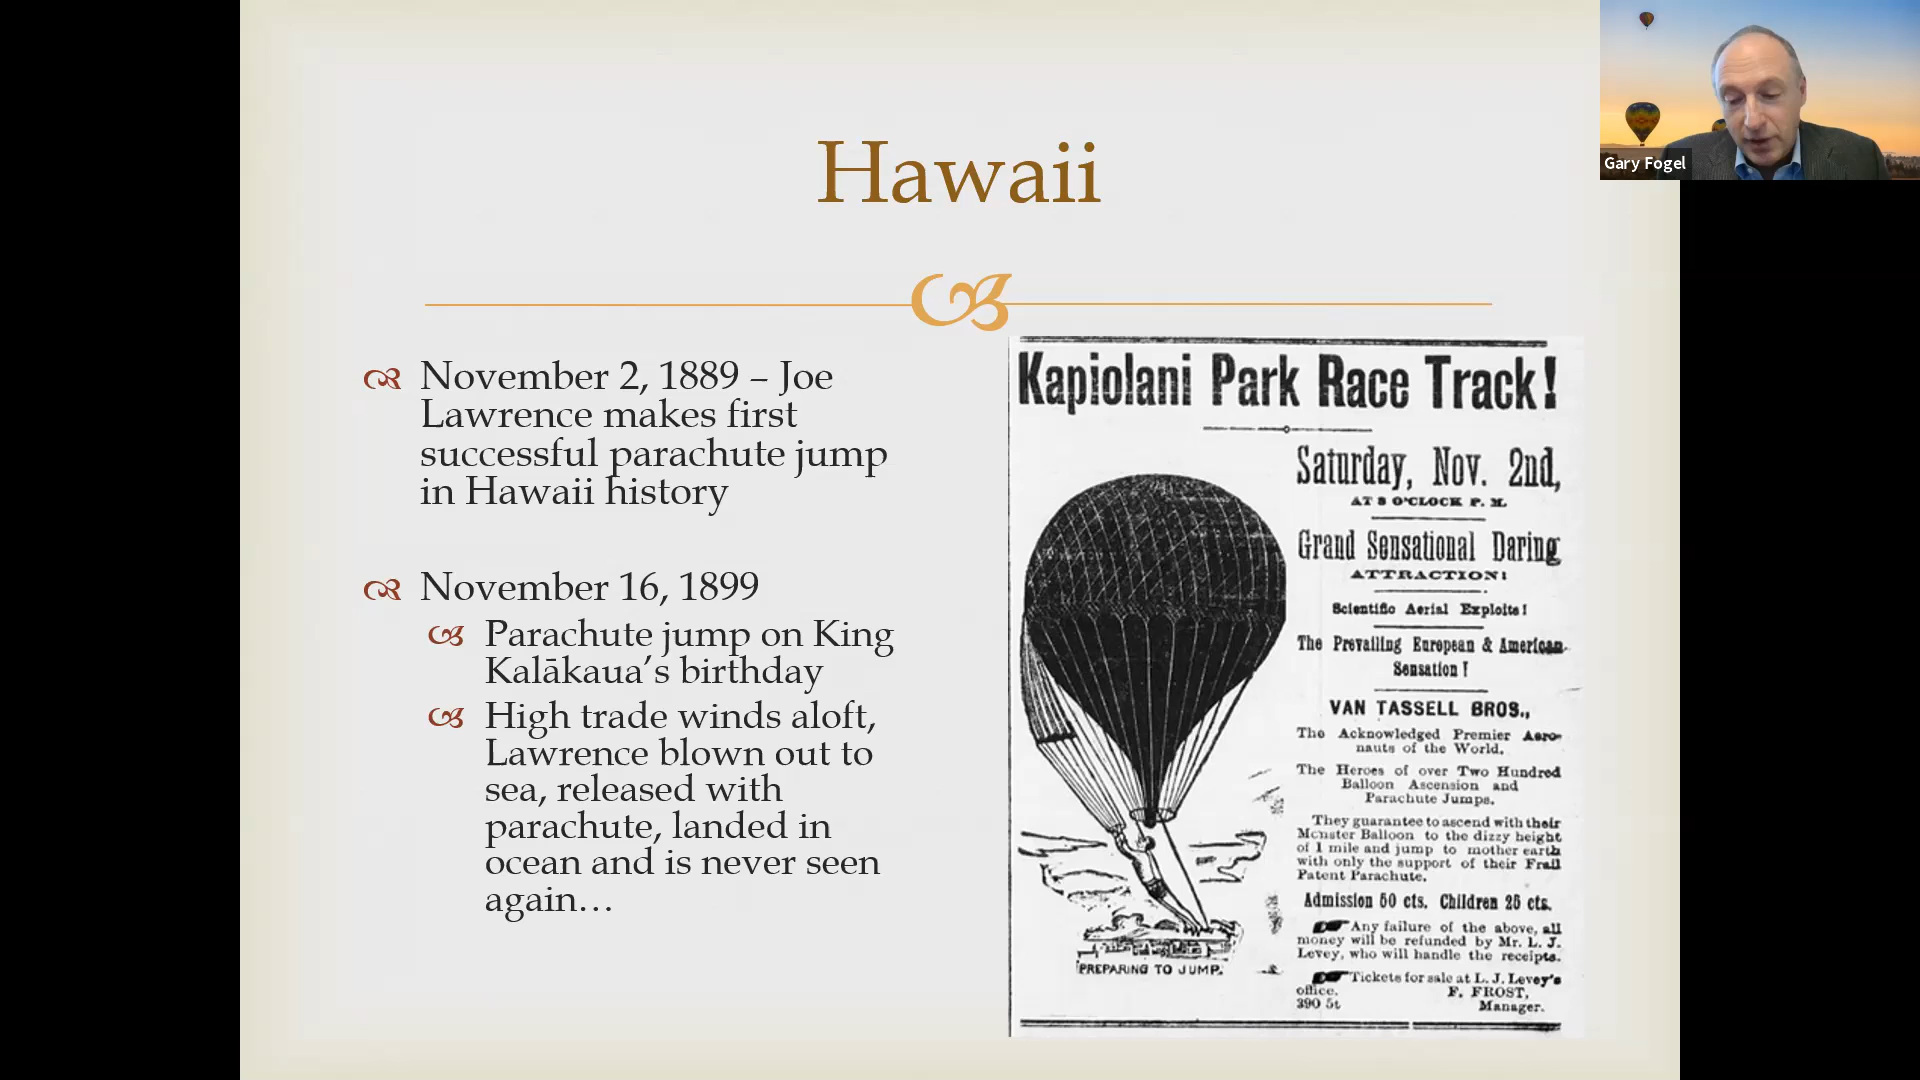 Hawaii
November 2, 1889 – Joe
Lawrence makes first
successful parachute jump
in Hawaii history
November 16, 1899
Parachute jump on King
Kalākaua’s birthday
High trade winds aloft,
Lawrence blown out to
sea, released with
parachute, landed in
ocean and is never seen
again…
Kapiolani Park Race Track!
Saturday, Nov. 2nd,
AT 3 O'CLOCK P. M.
Grand Sensational Daring
ATTRACTION!
Scientific Aerial Exploits!
The Prevailing European & American
Sensation!
VAN TASSELL BROS.,
The Acknowledged Premier Aero-
nauts of the World.
The Heroes of over Two Hundred
Balloon Ascension and
Parachute Jumps.
They guarantee to ascend with their
Monster Balloon to the dizzy height
of 1 mile and jump to mother earth
with only the support of their Frail
Patent Parachute.
Admission 50 cts. Children 25 cts.
Any failure of the above, all
money will be refunded by Mr. L. J.
Levey, who will handle the receipts.
Tickets for sale at L. J. Levey's
office. F. FROST,
390 5t Manager.
PREPARING TO JUMP.
Gary Fogel